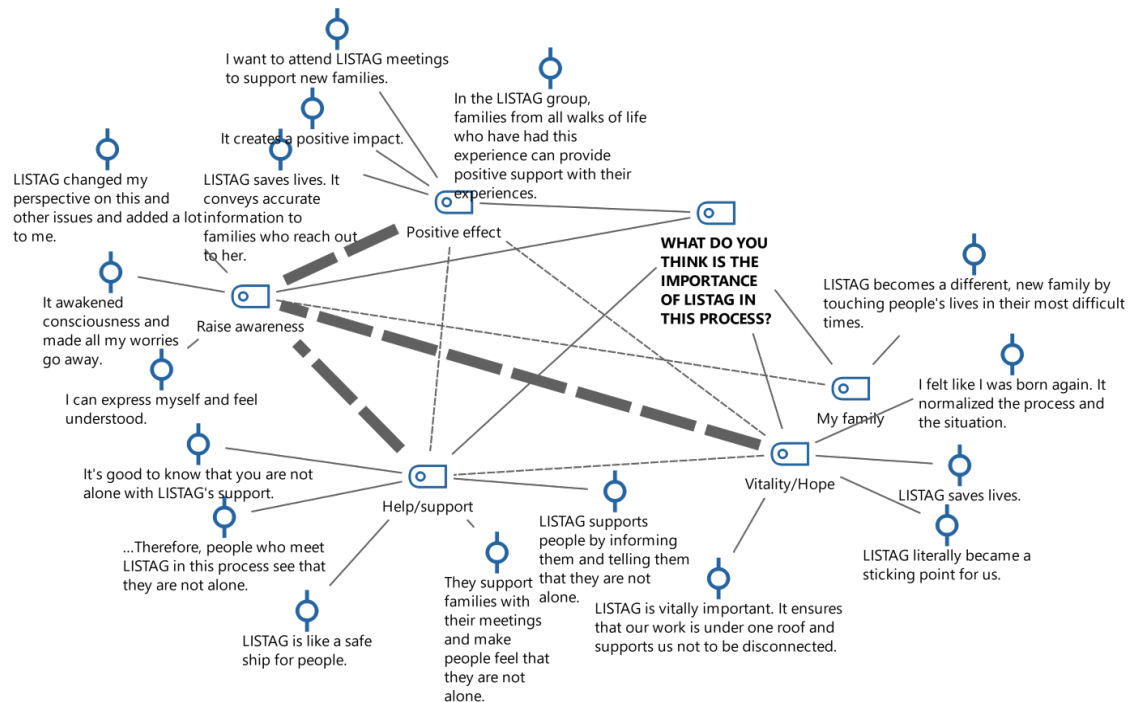 I want to attend LISTAG meetings
to support new families.
In the LISTAG group,
families from all walks of life
who have had this
experience can provide
positive support with their
experiences.
It creates a positive impact.
LISTAG changed my
perspective on this and
other issues and added a lot
to me.
LISTAG saves lives. It
conveys accurate
information to
families who reach out
to her.
Positive effect
WHAT DO YOU
THINK IS THE
IMPORTANCE
OF LISTAG IN
THIS PROCESS?
LISTAG becomes a different, new family by
touching people's lives in their most difficult
times.
It awakened
consciousness and
made all my worries
go away.
Raise awareness
I can express myself and feel
understood.
My family
I felt like I was born again. It
normalized the process and
the situation.
It's good to know that you are not
alone with LISTAG's support.
Help/support
Vitality/Hope
LISTAG saves lives.
...Therefore, people who meet
LISTAG in this process see that
they are not alone.
LISTAG supports
people by informing
them and telling them
that they are not
alone.
LISTAG literally became a
sticking point for us.
They support
families with
their meetings
and make
people feel that
they are not
alone.
LISTAG is vitally important. It ensures
that our work is under one roof and
supports us not to be disconnected.
LISTAG is like a safe
ship for people.